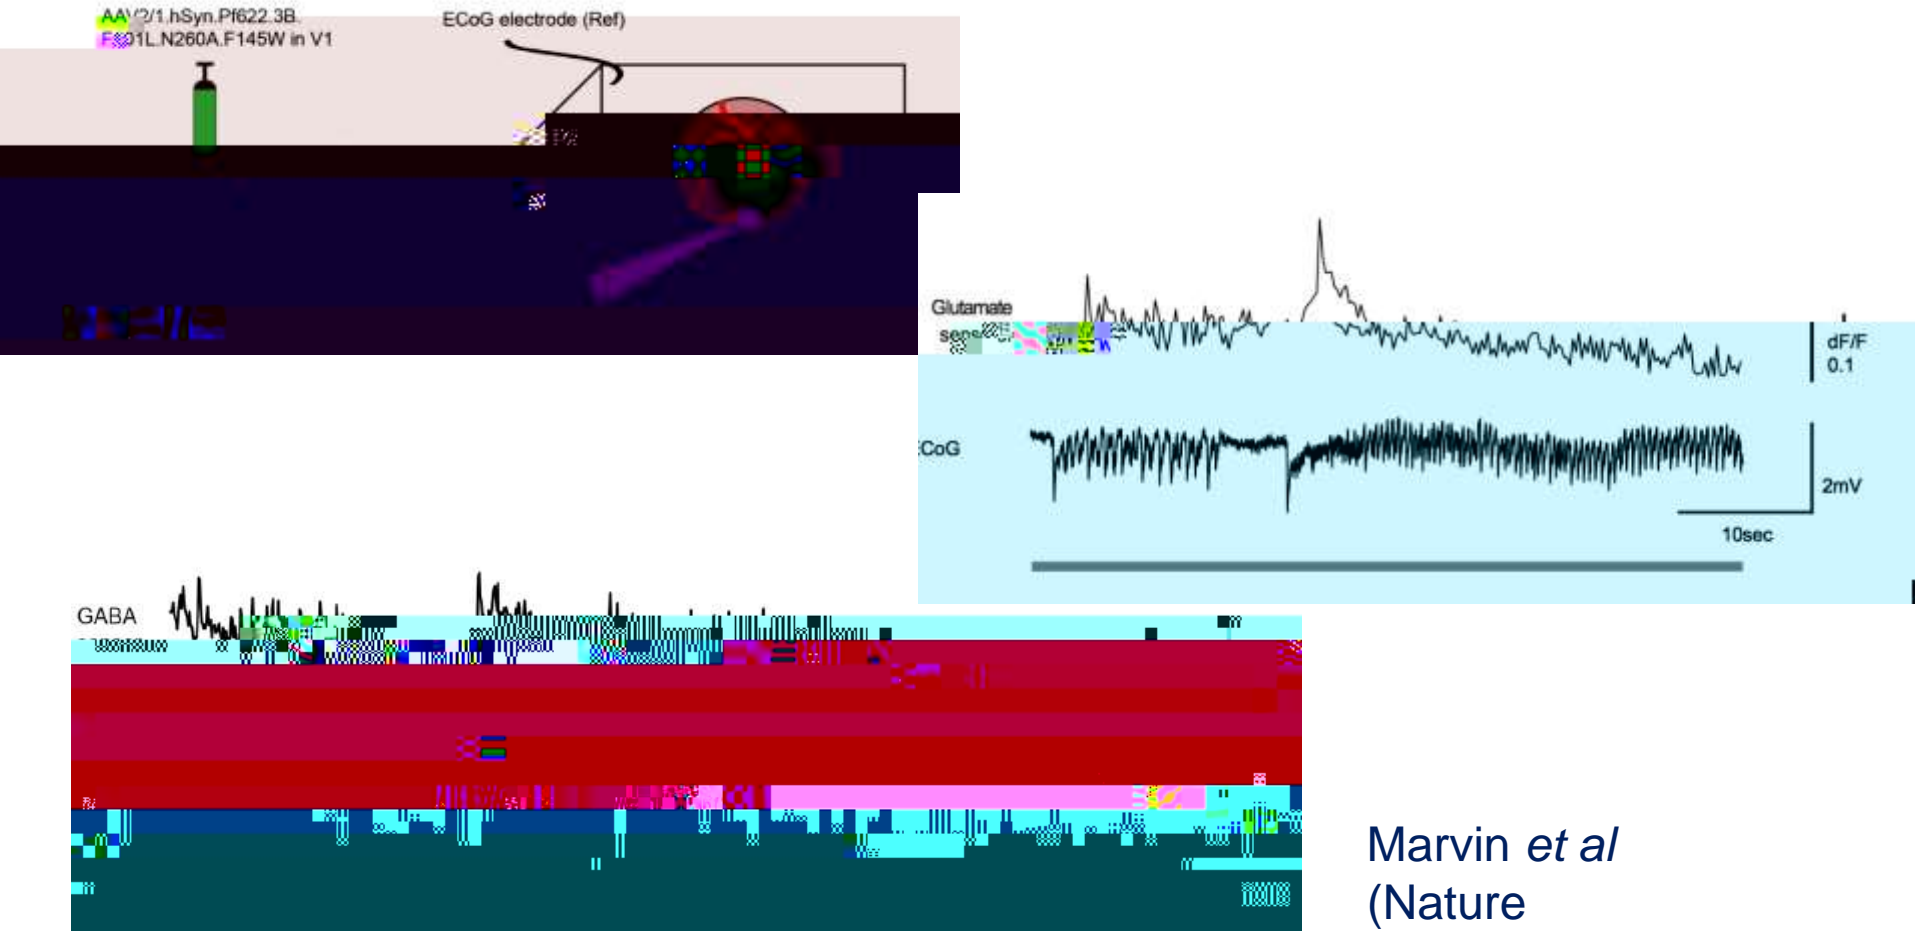 AAV2/1.hSyn.Pf622.3B.
ECoG electrode (Ref)
F101L.N260A.F145W in V1
Glutamate
dF/F
0.1
CoG
2mV
10sec
GABA
Marvin et al
(Nature